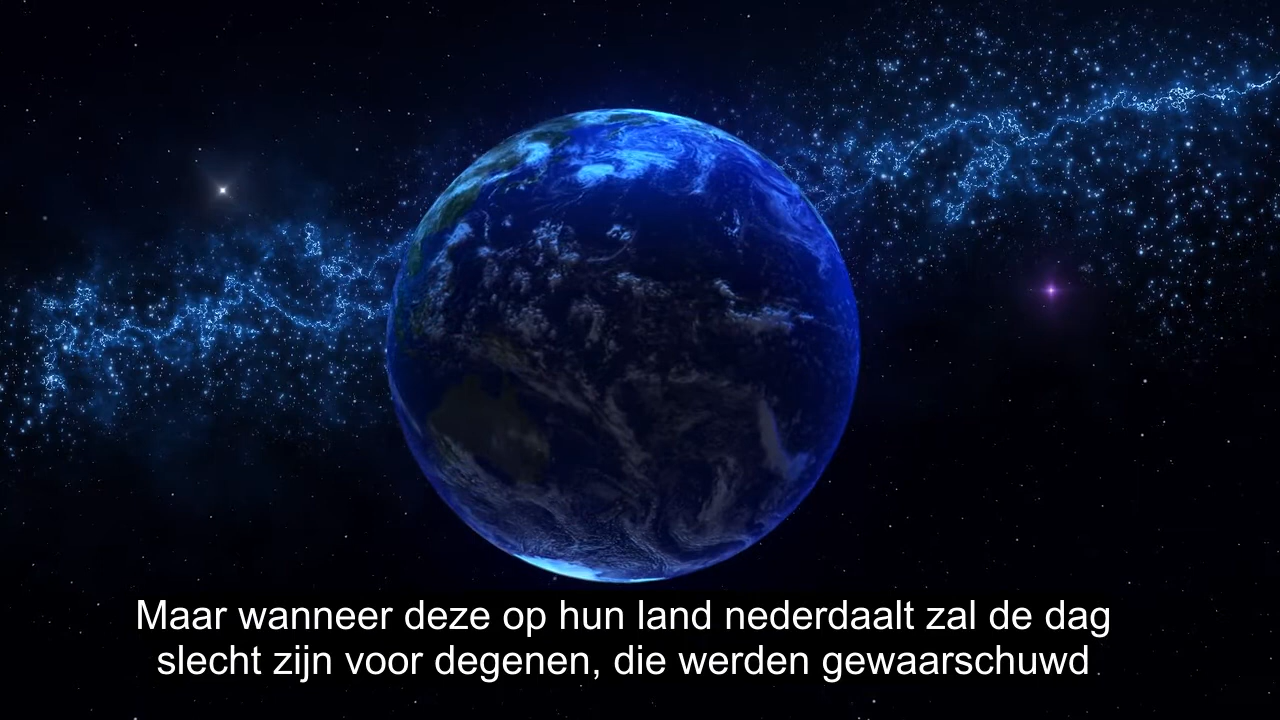 Maar wanneer deze op hun land nederdaalt zal de dag
slecht zijn voor degenen, die werden gewaarschuwd